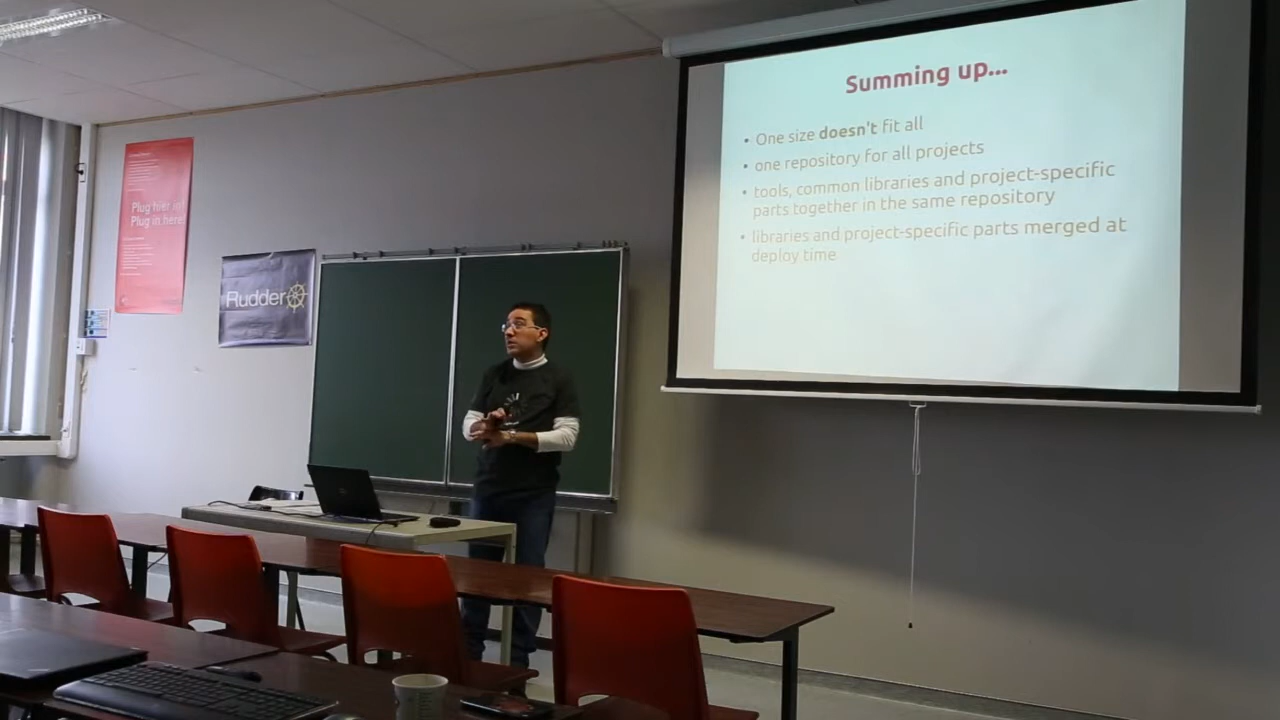 Summing up...
• One size doesn't fit all
• one repository for all projects
• tools, common libraries and project-specific
parts together in the same repository
• libraries and project-specific parts merged at
deploy time
Plug hier in!
Plug in here!
Rudder